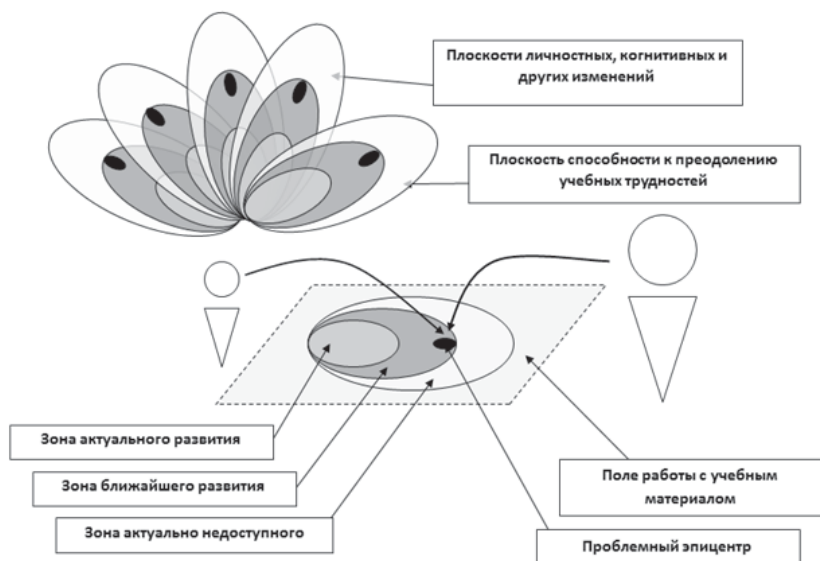 Плоскости личностных, когнитивных и
других изменений
Плоскость способности к преодолению
учебных трудностей
Зона актуального развития
Зона ближайшего развития
Зона актуально недоступного
Поле работы с учебным
материалом
Проблемный эпицентр